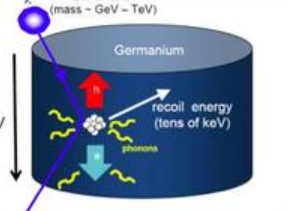 (mass ~ GeV – TeV)
Germanium
h
recoil energy
(tens of keV)
phonons
e